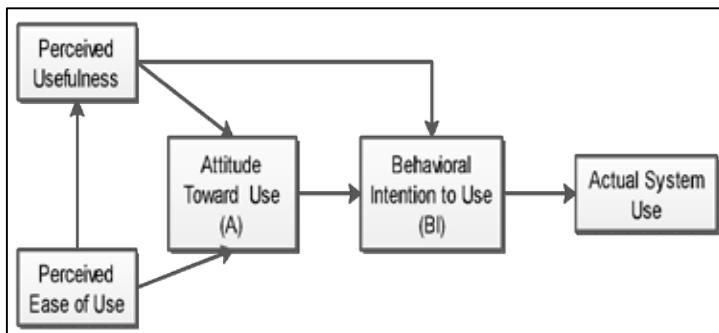 Perceived
Usefulness
Attitude
Toward Use
(A)
Behavioral
Intention to Use
(BI)
Actual System
Use
Perceived
Ease of Use